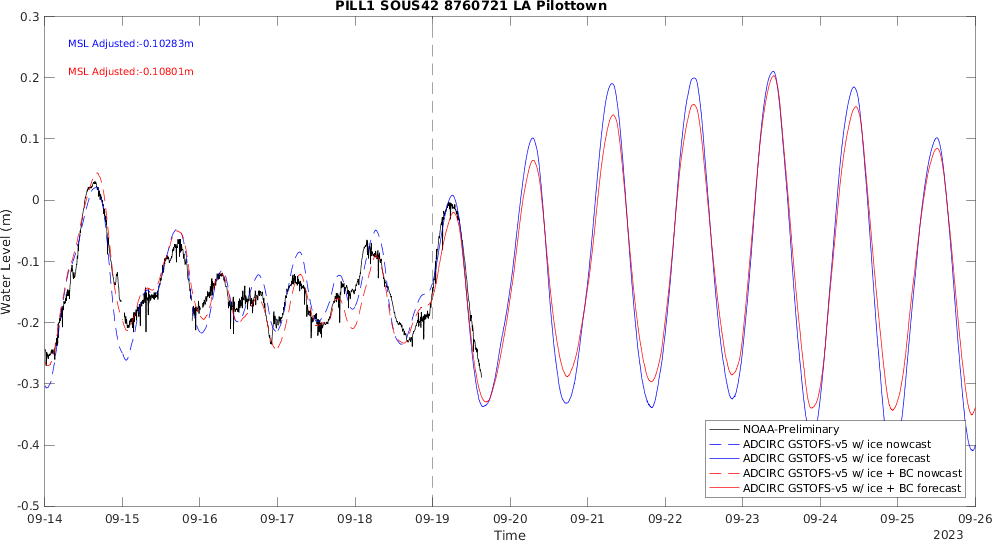 PILL1 SOUS42 8760721 LA Pilottown
MSL Adjusted:-0.10283m
MSL Adjusted:-0.10801m
0.3
0.2
0.1
0
-0.1
-0.2
-0.3
-0.4
-0.5
Water Level (m)
NOAA-Preliminary
ADCIRC GSTOFS-v5 w/ ice nowcast
ADCIRC GSTOFS-v5 w/ ice forecast
ADCIRC GSTOFS-v5 w/ ice + BC nowcast
ADCIRC GSTOFS-v5 w/ ice + BC forecast
09-14 09-15 09-16 09-17 09-18 09-19 09-20 09-21 09-22 09-23 09-24 09-25 09-26
Time
2023